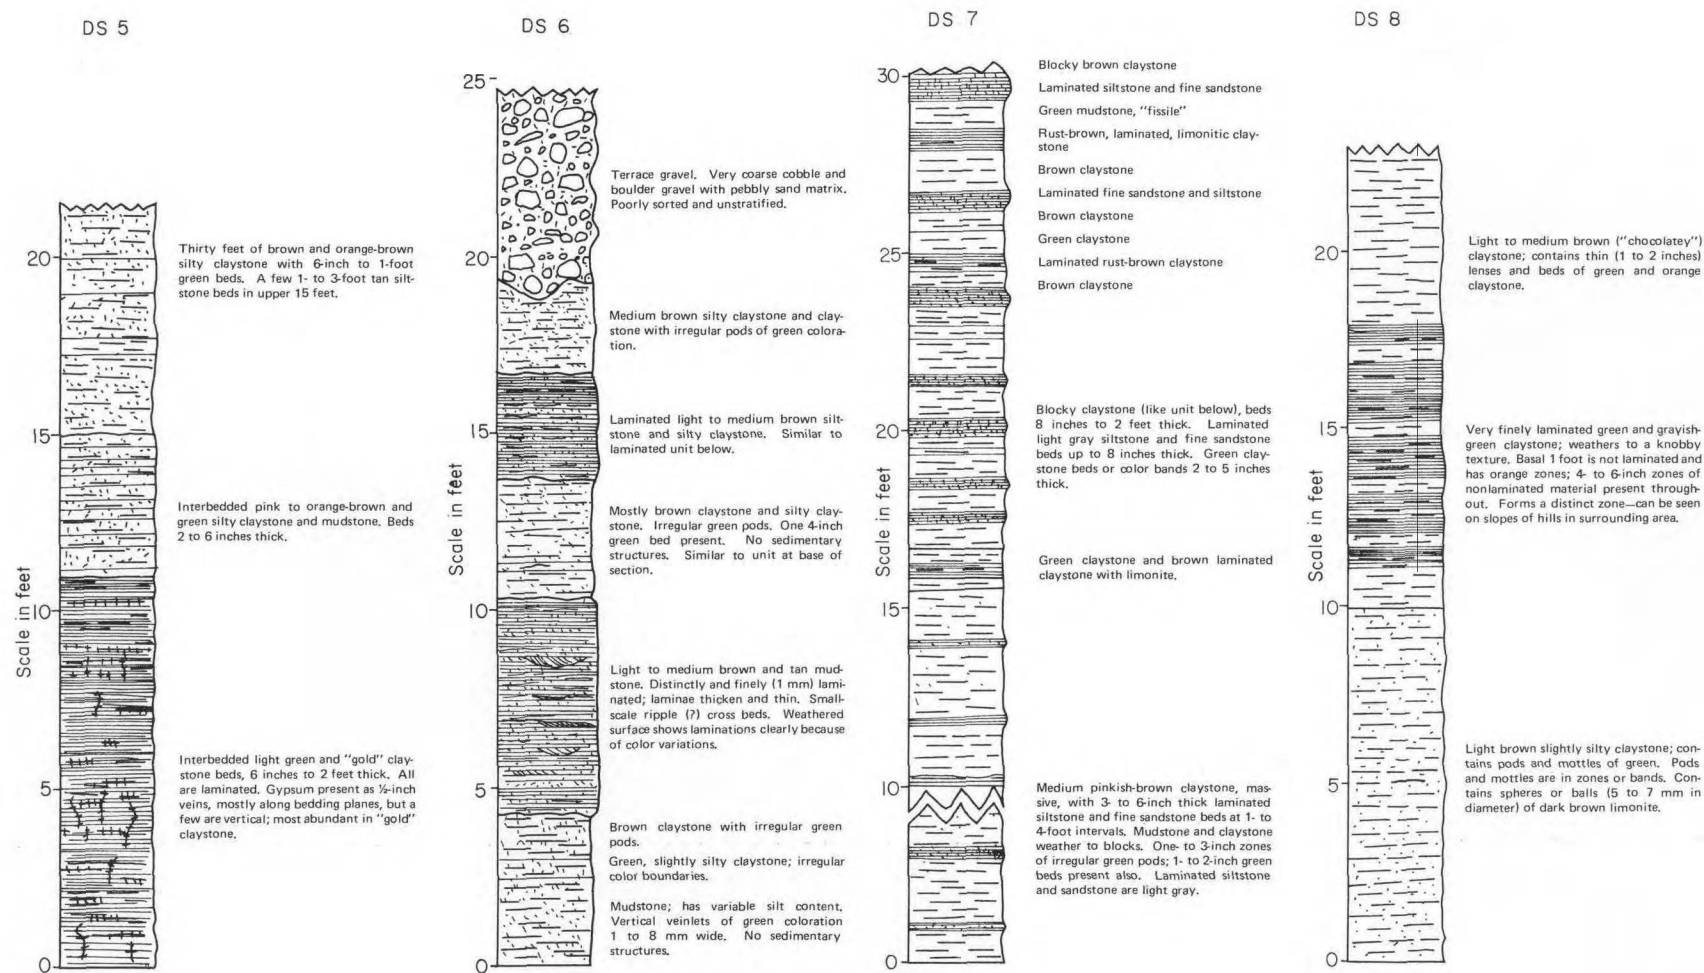 DS 5
25
20
15
10
5
0
Scale in feet
Thirty feet of brown and orange-brown
silty claystone with 6-inch to 1-foot
green beds. A few 1- to 3-foot tan silt-
stone beds in upper 15 feet.
Interbedded pink to orange-brown and
green silty claystone and mudstone. Beds
2 to 6 inches thick.
Interbedded light green and "gold" clay-
stone beds, 6 inches to 2 feet thick. All
are laminated. Gypsum present as ½-inch
veins, mostly along bedding planes, but a
few are vertical; most abundant in "gold"
claystone.
DS 6
20
15
10
5
0
Scale in feet
Terrace gravel. Very coarse cobble and
boulder gravel with pebbly sand matrix.
Poorly sorted and unstratified.
Medium brown silty claystone and clay-
stone with irregular pods of green colora-
tion.
Laminated light to medium brown silt-
stone and silty claystone. Similar to
laminated unit below.
Mostly brown claystone and silty clay-
stone. Irregular green pods. One 4-inch
green bed present. No sedimentary
structures. Similar to unit at base of
section.
Light to medium brown and tan mud-
stone. Distinctly and finely (1 mm) lami-
nated; laminae thicken and thin. Small-
scale ripple (?) cross beds. Weathered
surface shows laminations clearly because
of color variations.
Brown claystone with irregular green
pods.
Green, slightly silty claystone; irregular
color boundaries.
Mudstone; has variable silt content.
Vertical veinlets of green coloration
1 to 8 mm wide. No sedimentary
structures.
DS 7
30
25
20
15
10
5
0
Scale in feet
Blocky brown claystone
Laminated siltstone and fine sandstone
Green mudstone, "fissile"
Rust-brown, laminated, limonitic clay-
stone
Brown claystone
Laminated fine sandstone and siltstone
Brown claystone
Green claystone
Laminated rust-brown claystone
Brown claystone
Blocky claystone (like unit below), beds
8 inches to 2 feet thick. Laminated
light gray siltstone and fine sandstone
beds up to 8 inches thick. Green clay-
stone beds or color bands 2 to 5 inches
thick.
Green claystone and brown laminated
claystone with limonite.
Medium pinkish-brown claystone, mas-
sive, with 3- to 6-inch thick laminated
siltstone and fine sandstone beds at 1- to
4-foot intervals. Mudstone and claystone
weather to blocks. One- to 3-inch zones
of irregular green pods; 1- to 2-inch green
beds present also. Laminated siltstone
and sandstone are light gray.
DS 8
20
15
10
5
0
Scale in feet
Light to medium brown ("chocolatey")
claystone; contains thin (1 to 2 inches)
lenses and beds of green and orange
claystone.
Very finely laminated green and grayish-
green claystone; weathers to a knobby
texture. Basal 1 foot is not laminated and
has orange zones; 4- to 6-inch zones of
nonlaminated material present through-
out. Forms a distinct zone—can be seen
on slopes of hills in surrounding area.
Light brown slightly silty claystone; con-
tains pods and mottles of green. Pods
and mottles are in zones or bands. Con-
tains spheres or balls (5 to 7 mm in
diameter) of dark brown limonite.